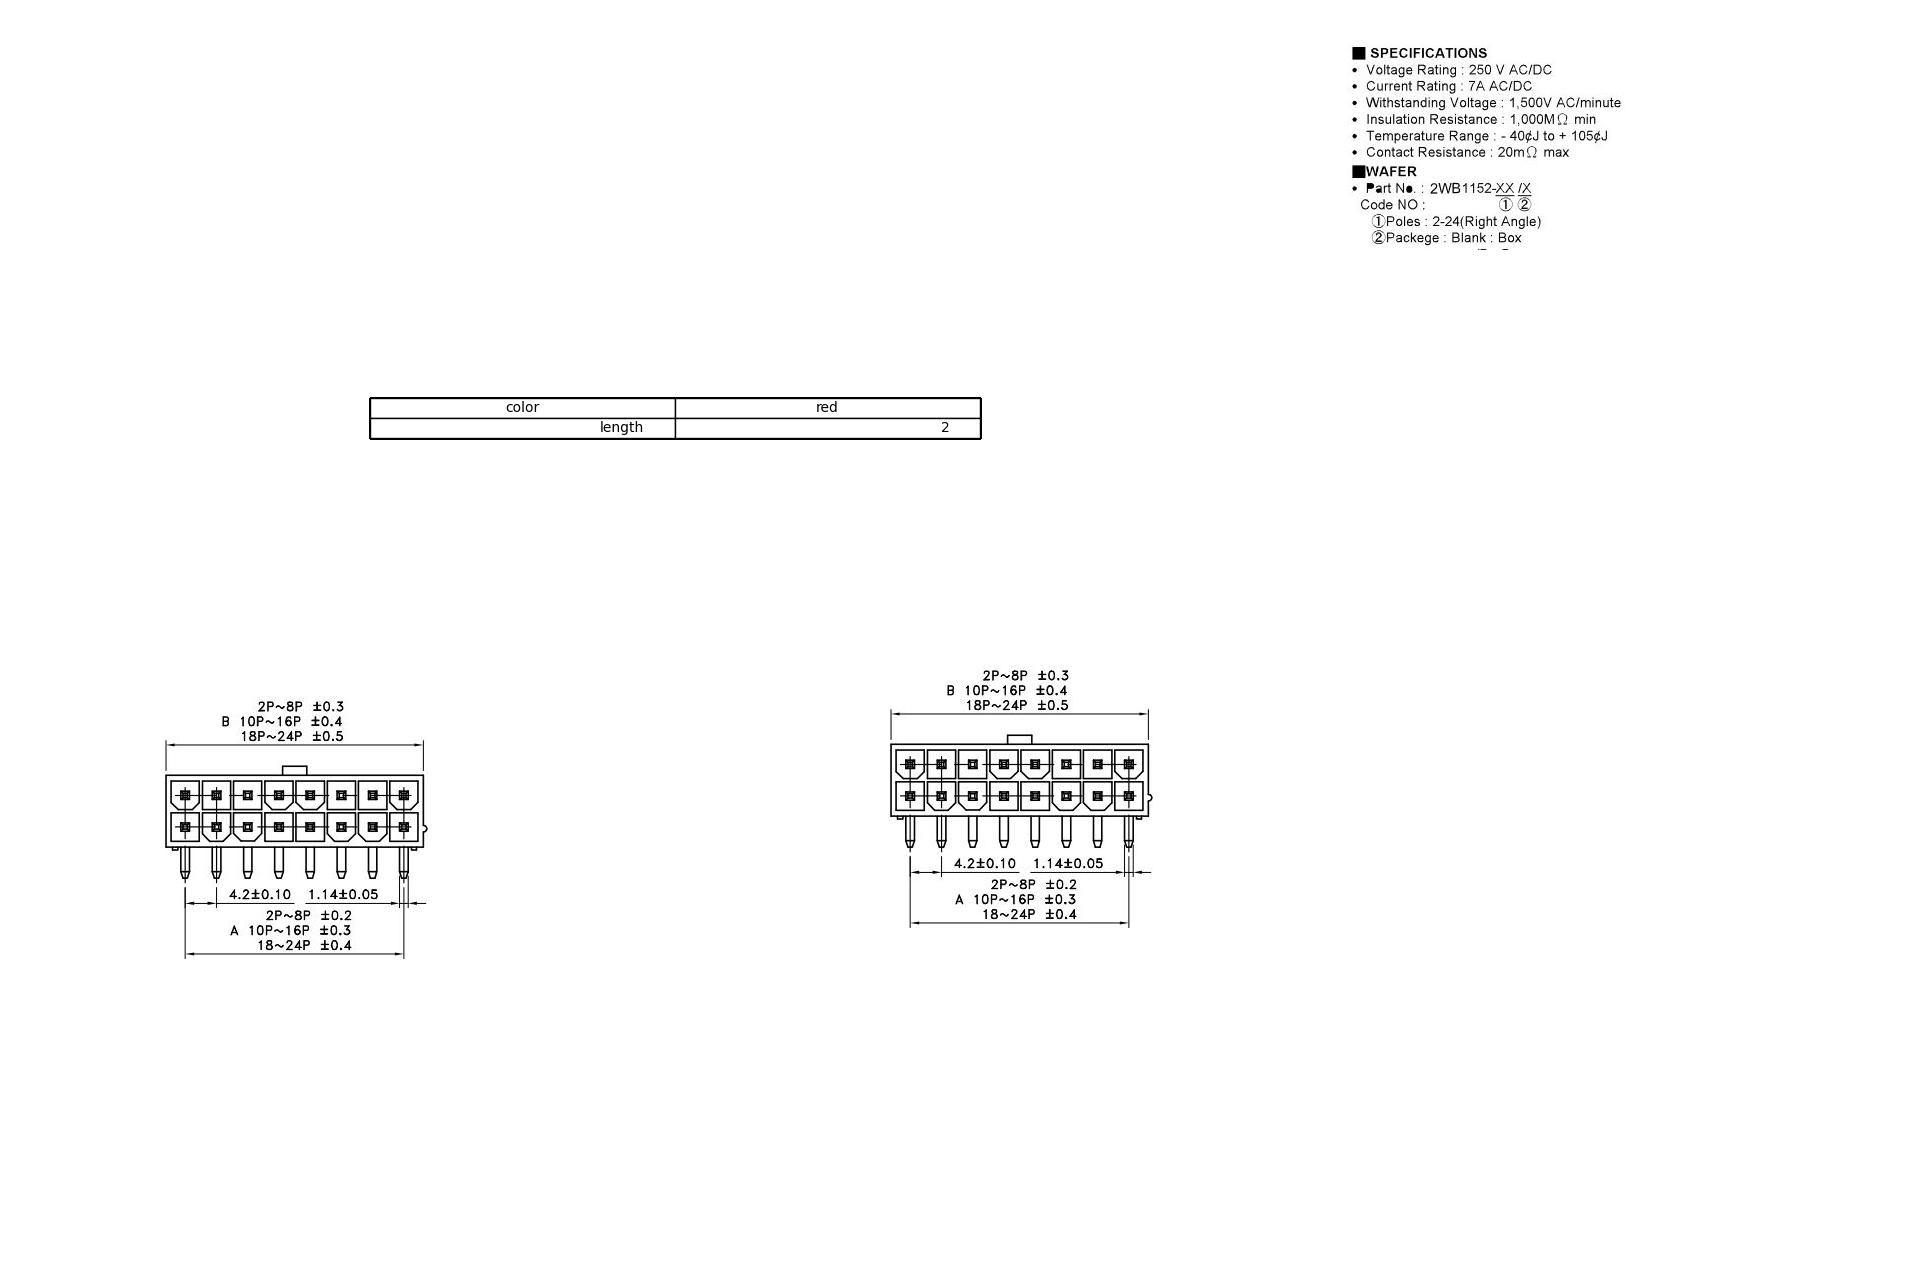 ■ SPECIFICATIONS
• Voltage Rating : 250 V AC/DC
• Current Rating : 7A AC/DC
• Withstanding Voltage : 1,500V AC/minute
• Insulation Resistance : 1,000MΩ min
• Temperature Range : - 40¢J to + 105¢J
• Contact Resistance : 20mΩ max
■WAFER
• Part No. : 2WB1152-XX /X
Code NO : ① ②
①Poles : 2-24(Right Angle)
②Packege : Blank : Box
color red
length 2
2P~8P ±0.3
B 10P~16P ±0.4
18P~24P ±0.5
4.2±0.10 1.14±0.05
2P~8P ±0.2
A 10P~16P ±0.3
18~24P ±0.4
2P~8P ±0.3
B 10P~16P ±0.4
18P~24P ±0.5
4.2±0.10 1.14±0.05
2P~8P ±0.2
A 10P~16P ±0.3
18~24P ±0.4